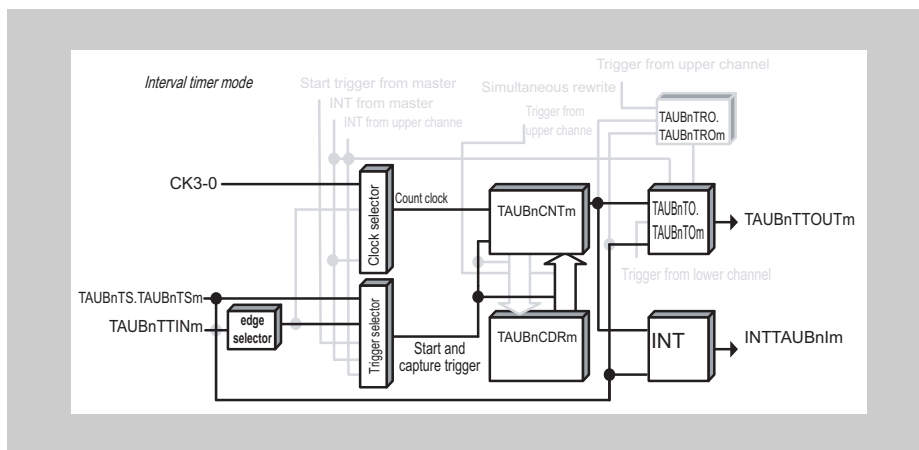 Interval timer mode
Start trigger from master
INT from master
INT from upper channe
Simultaneous rewrite
Trigger from
upper channe
Trigger from upper channel
TAUBnTRO.
TAUBnTROm
CK3-0
Clock selector
Count clock
TAUBnCNTm
TAUBnTO.
TAUBnTOm
TAUBnTTOUTm
Trigger from lower channel
TAUBnTS.TAUBnTSm
TAUBnTTINm
edge
selector
Trigger selector
Start and
capture trigger
TAUBnCDRm
INT
INTTAUBnIm